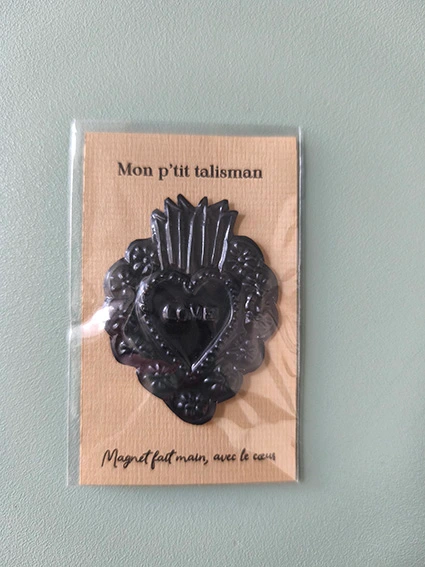 Mon p'tit talisman
LOVE
Magnet fait main, avec le cœur